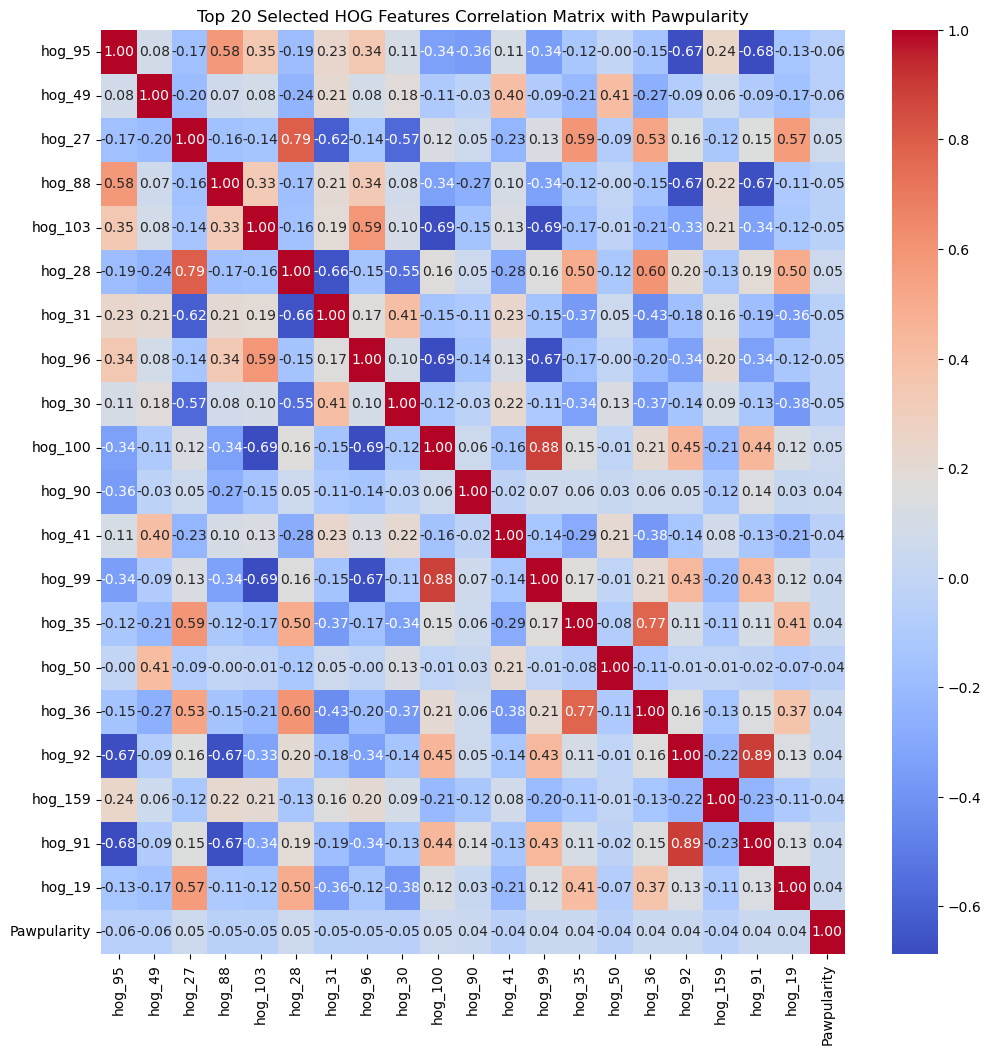 Top 20 Selected HOG Features Correlation Matrix with Pawpularity
hog_95 1.00 0.08 -0.17 0.58 0.35 -0.19 0.23 0.34 0.11 -0.34 -0.36 0.11 -0.34 -0.12 -0.00 -0.15 -0.67 0.24 -0.68 -0.13 -0.06
hog_49 0.08 1.00 -0.20 0.07 0.08 -0.24 0.21 0.08 0.18 -0.11 -0.03 0.40 -0.09 -0.21 0.41 -0.27 -0.09 0.06 -0.09 -0.17 -0.06
hog_27 -0.17 -0.20 1.00 -0.16 -0.14 0.79 -0.62 -0.14 -0.57 0.12 0.05 -0.23 0.13 0.59 -0.09 0.53 0.16 -0.12 0.15 0.57 0.05
hog_88 0.58 0.07 -0.16 1.00 0.33 -0.17 0.21 0.34 0.08 -0.34 -0.27 0.10 -0.34 -0.12 -0.00 -0.15 -0.67 0.22 -0.67 -0.11 -0.05
hog_103 0.35 0.08 -0.14 0.33 1.00 -0.16 0.19 0.59 0.10 -0.69 -0.15 0.13 -0.69 -0.17 -0.01 -0.21 -0.33 0.21 -0.34 -0.12 -0.05
hog_28 -0.19 -0.24 0.79 -0.17 -0.16 1.00 -0.66 -0.15 -0.55 0.16 0.05 -0.28 0.16 0.50 -0.12 0.60 0.20 -0.13 0.19 0.50 0.05
hog_31 0.23 0.21 -0.62 0.21 0.19 -0.66 1.00 0.17 0.41 -0.15 -0.11 0.23 -0.15 -0.37 0.05 -0.43 -0.18 0.16 -0.19 -0.36 -0.05
hog_96 0.34 0.08 -0.14 0.34 0.59 -0.15 0.17 1.00 0.10 -0.69 -0.14 0.13 -0.67 -0.17 -0.00 -0.20 -0.34 0.20 -0.34 -0.12 -0.05
hog_30 0.11 0.18 -0.57 0.08 0.10 -0.55 0.41 0.10 1.00 -0.12 -0.03 0.22 -0.11 -0.34 0.13 -0.37 -0.14 0.09 -0.13 -0.38 -0.05
hog_100 -0.34 -0.11 0.12 -0.34 -0.69 0.16 -0.15 -0.69 -0.12 1.00 0.06 -0.16 0.88 0.15 -0.01 0.21 0.45 -0.21 0.44 0.12 0.05
hog_90 -0.36 -0.03 0.05 -0.27 -0.15 0.05 -0.11 -0.14 -0.03 0.06 1.00 -0.02 0.07 0.06 0.03 0.06 0.05 -0.12 0.14 0.03 0.04
hog_41 0.11 0.40 -0.23 0.10 0.13 -0.28 0.23 0.13 0.22 -0.16 -0.02 1.00 -0.14 -0.29 0.21 -0.38 -0.14 0.08 -0.13 -0.21 -0.04
hog_99 -0.34 -0.09 0.13 -0.34 -0.69 0.16 -0.15 -0.67 -0.11 0.88 0.07 -0.14 1.00 0.17 -0.01 0.21 0.43 -0.20 0.43 0.12 0.04
hog_35 -0.12 -0.21 0.59 -0.12 -0.17 0.50 -0.37 -0.17 -0.34 0.15 0.06 -0.29 0.17 1.00 -0.08 0.77 0.11 -0.11 0.11 0.41 0.04
hog_50 -0.00 0.41 -0.09 -0.00 -0.01 -0.12 0.05 -0.00 0.13 -0.01 0.03 0.21 -0.01 -0.08 1.00 -0.11 -0.01 -0.01 -0.02 -0.07 -0.04
hog_36 -0.15 -0.27 0.53 -0.15 -0.21 0.60 -0.43 -0.20 -0.37 0.21 0.06 -0.38 0.21 0.77 -0.11 1.00 0.16 -0.13 0.15 0.37 0.04
hog_92 -0.67 -0.09 0.16 -0.67 -0.33 0.20 -0.18 -0.34 -0.14 0.45 0.05 -0.14 0.43 0.11 -0.01 0.16 1.00 -0.22 0.89 0.13 0.04
hog_159 0.24 0.06 -0.12 0.22 0.21 -0.13 0.16 0.20 0.09 -0.21 -0.12 0.08 -0.20 -0.11 -0.01 -0.13 -0.22 1.00 -0.23 -0.11 -0.04
hog_91 -0.68 -0.09 0.15 -0.67 -0.34 0.19 -0.19 -0.34 -0.13 0.44 0.14 -0.13 0.43 0.11 -0.02 0.15 0.89 -0.23 1.00 0.13 0.04
hog_19 -0.13 -0.17 0.57 -0.11 -0.12 0.50 -0.36 -0.12 -0.38 0.12 0.03 -0.21 0.12 0.41 -0.07 0.37 0.13 -0.11 0.13 1.00 0.04
Pawpularity -0.06 -0.06 0.05 -0.05 -0.05 0.05 -0.05 -0.05 -0.05 0.05 0.04 -0.04 0.04 0.04 -0.04 0.04 0.04 -0.04 0.04 0.04 1.00
hog_95 hog_49 hog_27 hog_88 hog_103 hog_28 hog_31 hog_96 hog_30 hog_100 hog_90 hog_41 hog_99 hog_35 hog_50 hog_36 hog_92 hog_159 hog_91 hog_19 Pawpularity
1.0
0.8
0.6
0.4
0.2
0.0
−0.2
−0.4
−0.6